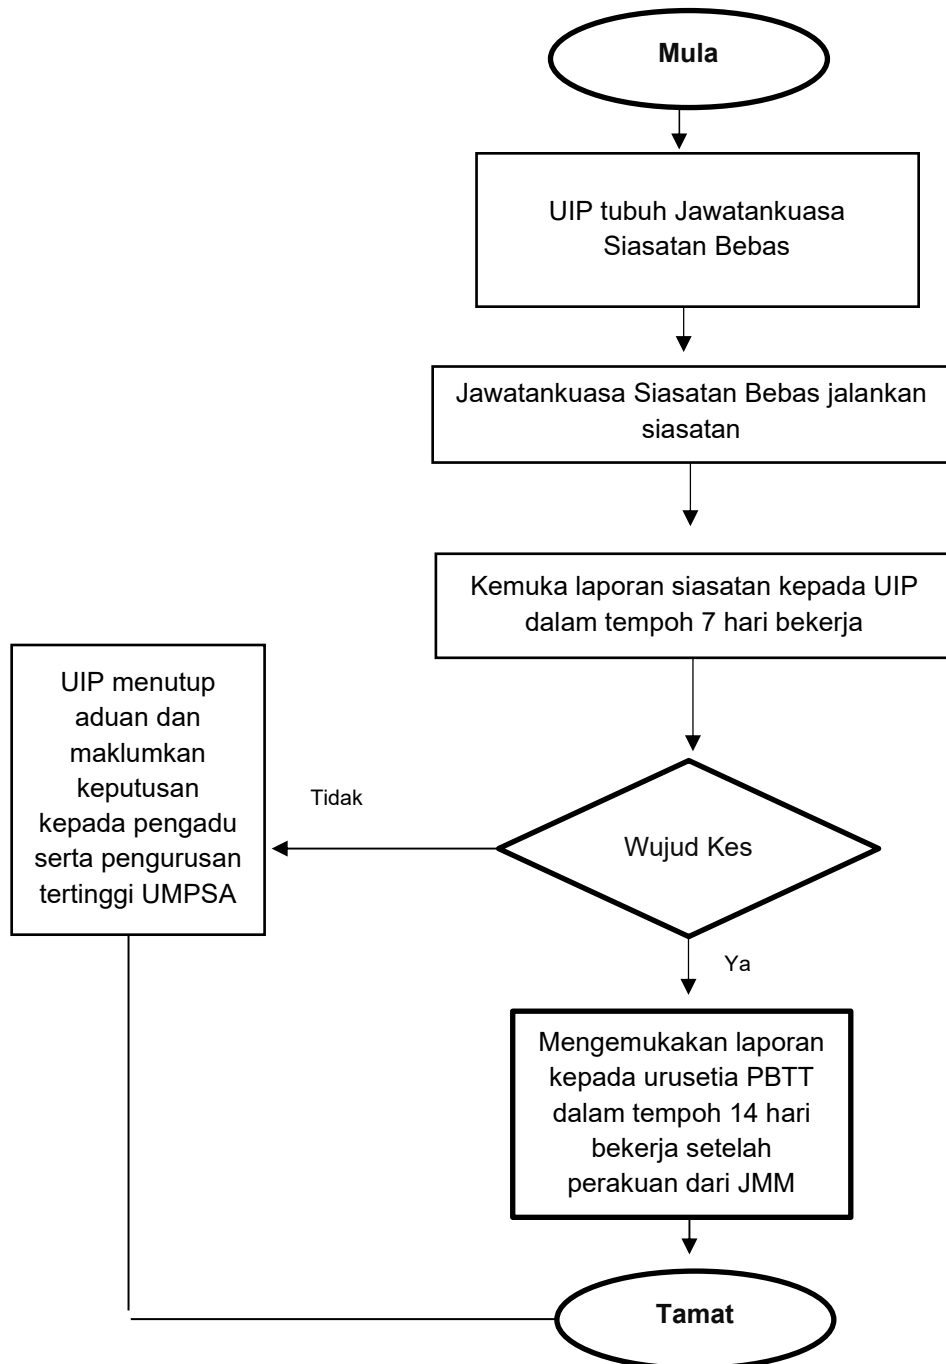 Mula
UIP tubuh Jawatankuasa
Siasatan Bebas
Jawatankuasa Siasatan Bebas jalankan
siasatan
Kemuka laporan siasatan kepada UIP
dalam tempoh 7 hari bekerja
UIP menutup
aduan dan
maklumkan
keputusan
kepada pengadu
serta pengurusan
tertinggi UMPSA
Tidak
Wujud Kes
Ya
Mengemukakan laporan
kepada urusetia PBTT
dalam tempoh 14 hari
bekerja setelah
perakuan dari JMM
Tamat